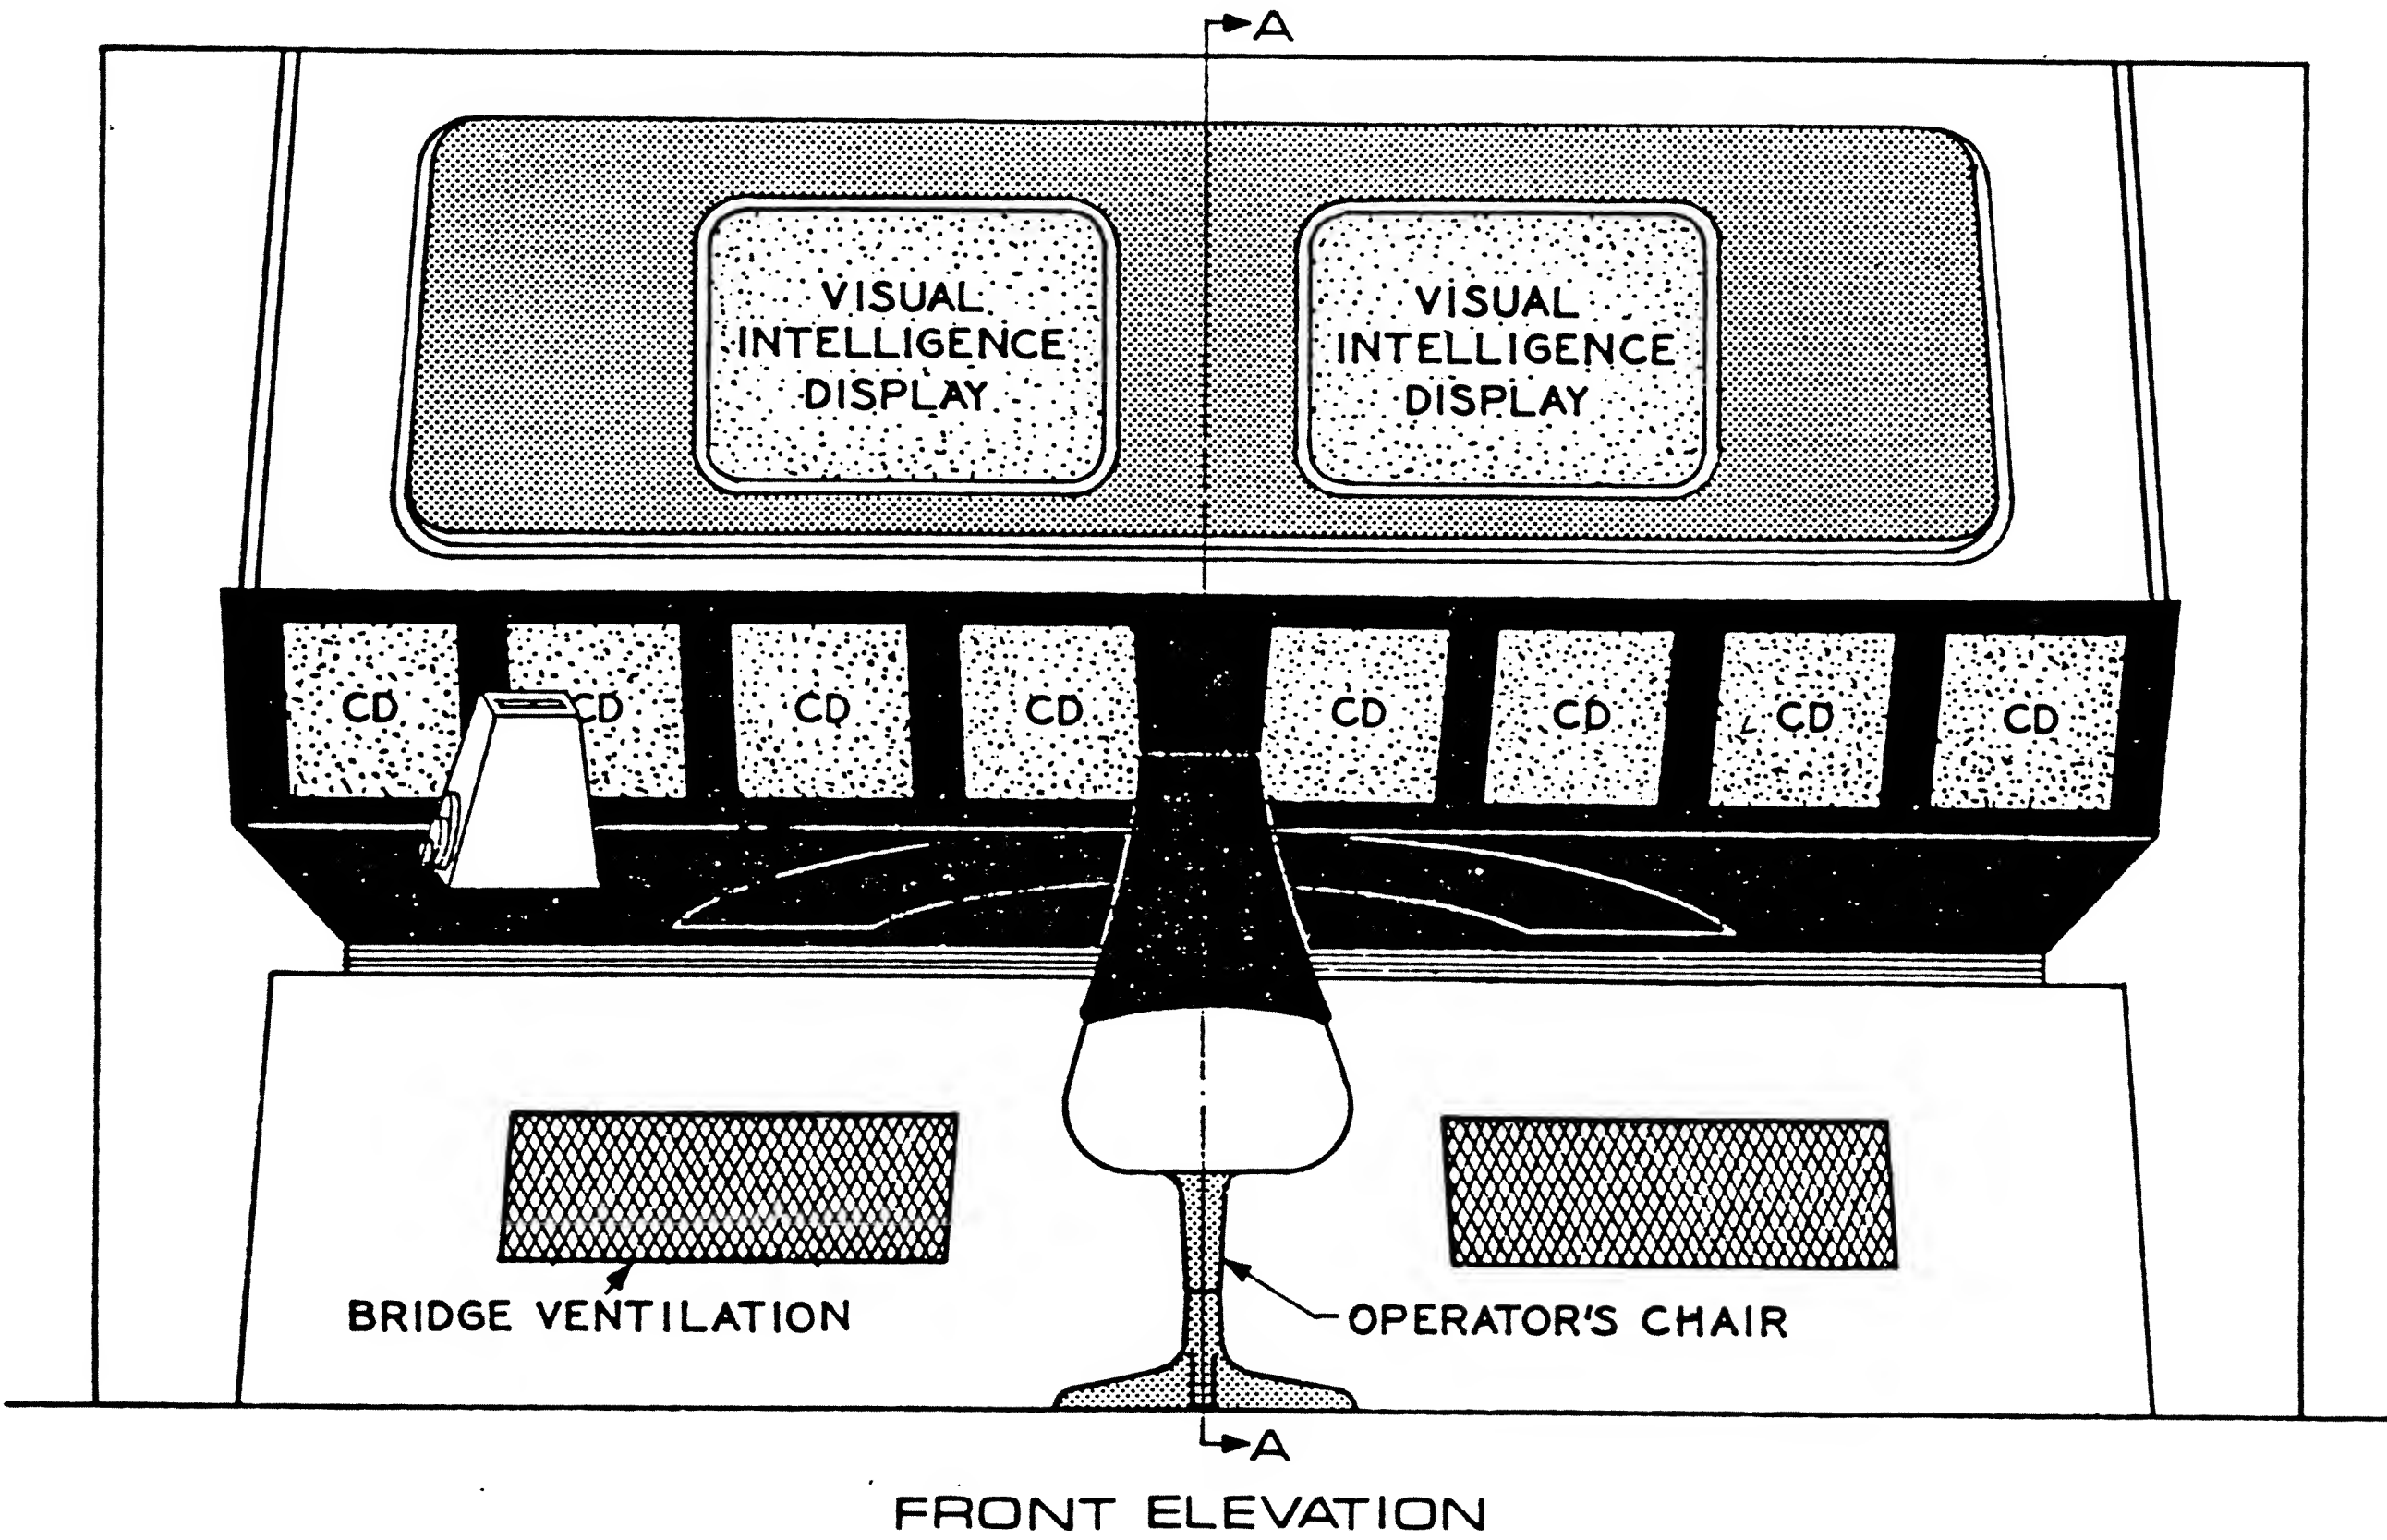 A
VISUAL
INTELLIGENCE
DISPLAY
VISUAL
INTELLIGENCE
DISPLAY
CD CD CD CD CD CD CD CD
BRIDGE VENTILATION
OPERATOR'S CHAIR
A
FRONT ELEVATION